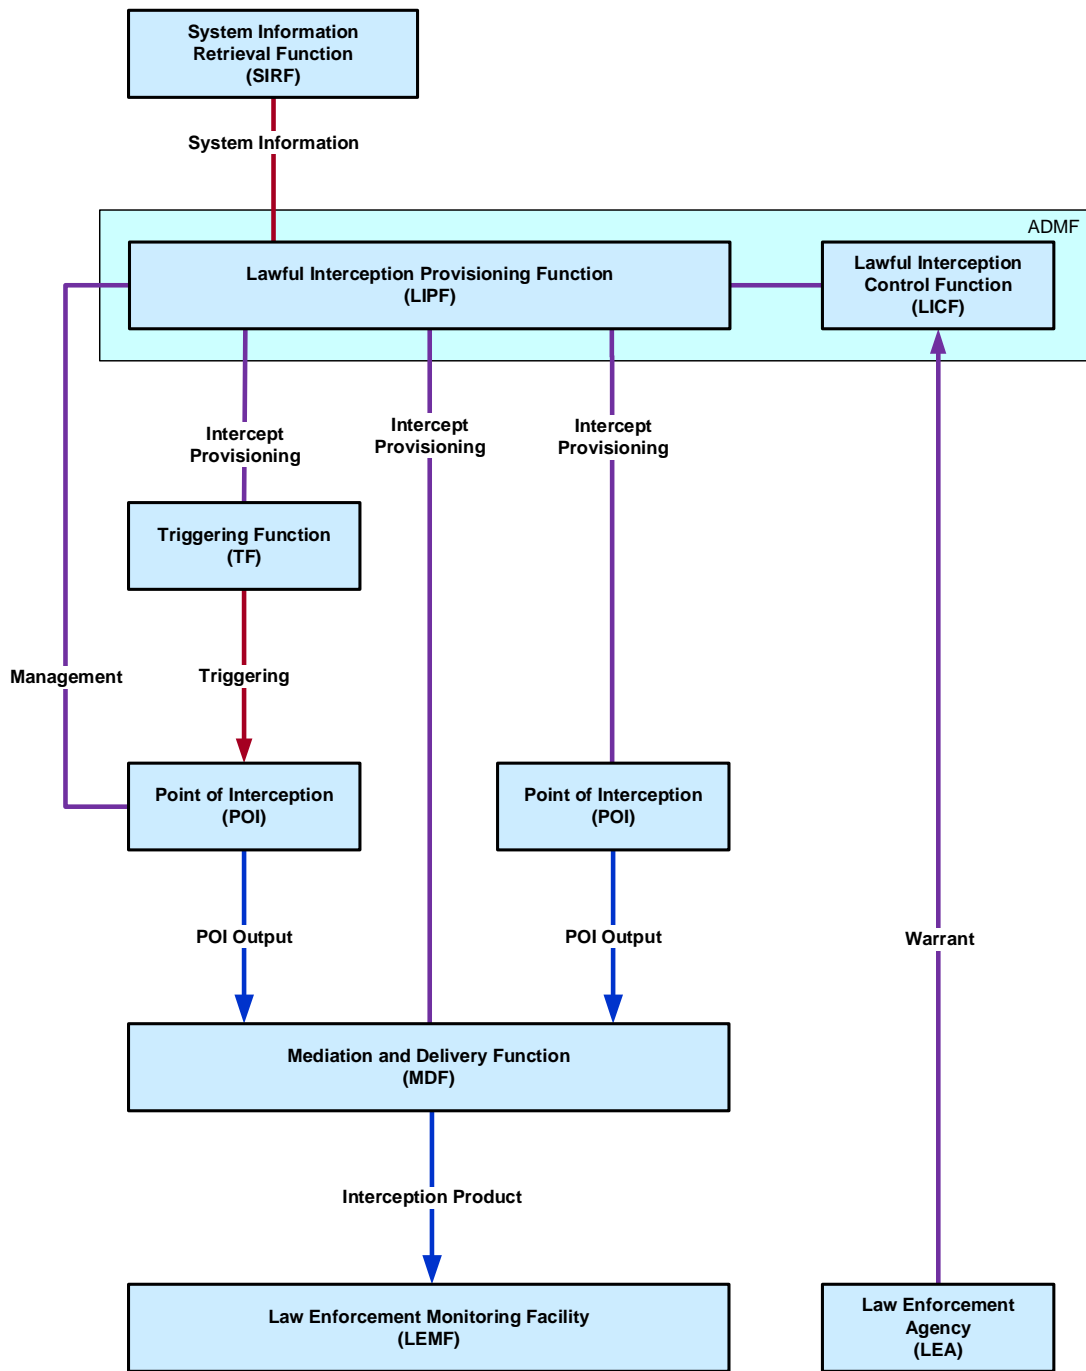 System Information
Retrieval Function
(SIRF)
System Information
ADMF
Lawful Interception Provisioning Function
(LIPF)
Lawful Interception
Control Function
(LICF)
Intercept
Provisioning
Intercept
Provisioning
Intercept
Provisioning
Triggering Function
(TF)
Management
Triggering
Point of Interception
(POI)
Point of Interception
(POI)
POI Output
POI Output
Warrant
Mediation and Delivery Function
(MDF)
Interception Product
Law Enforcement Monitoring Facility
(LEMF)
Law Enforcement
Agency
(LEA)